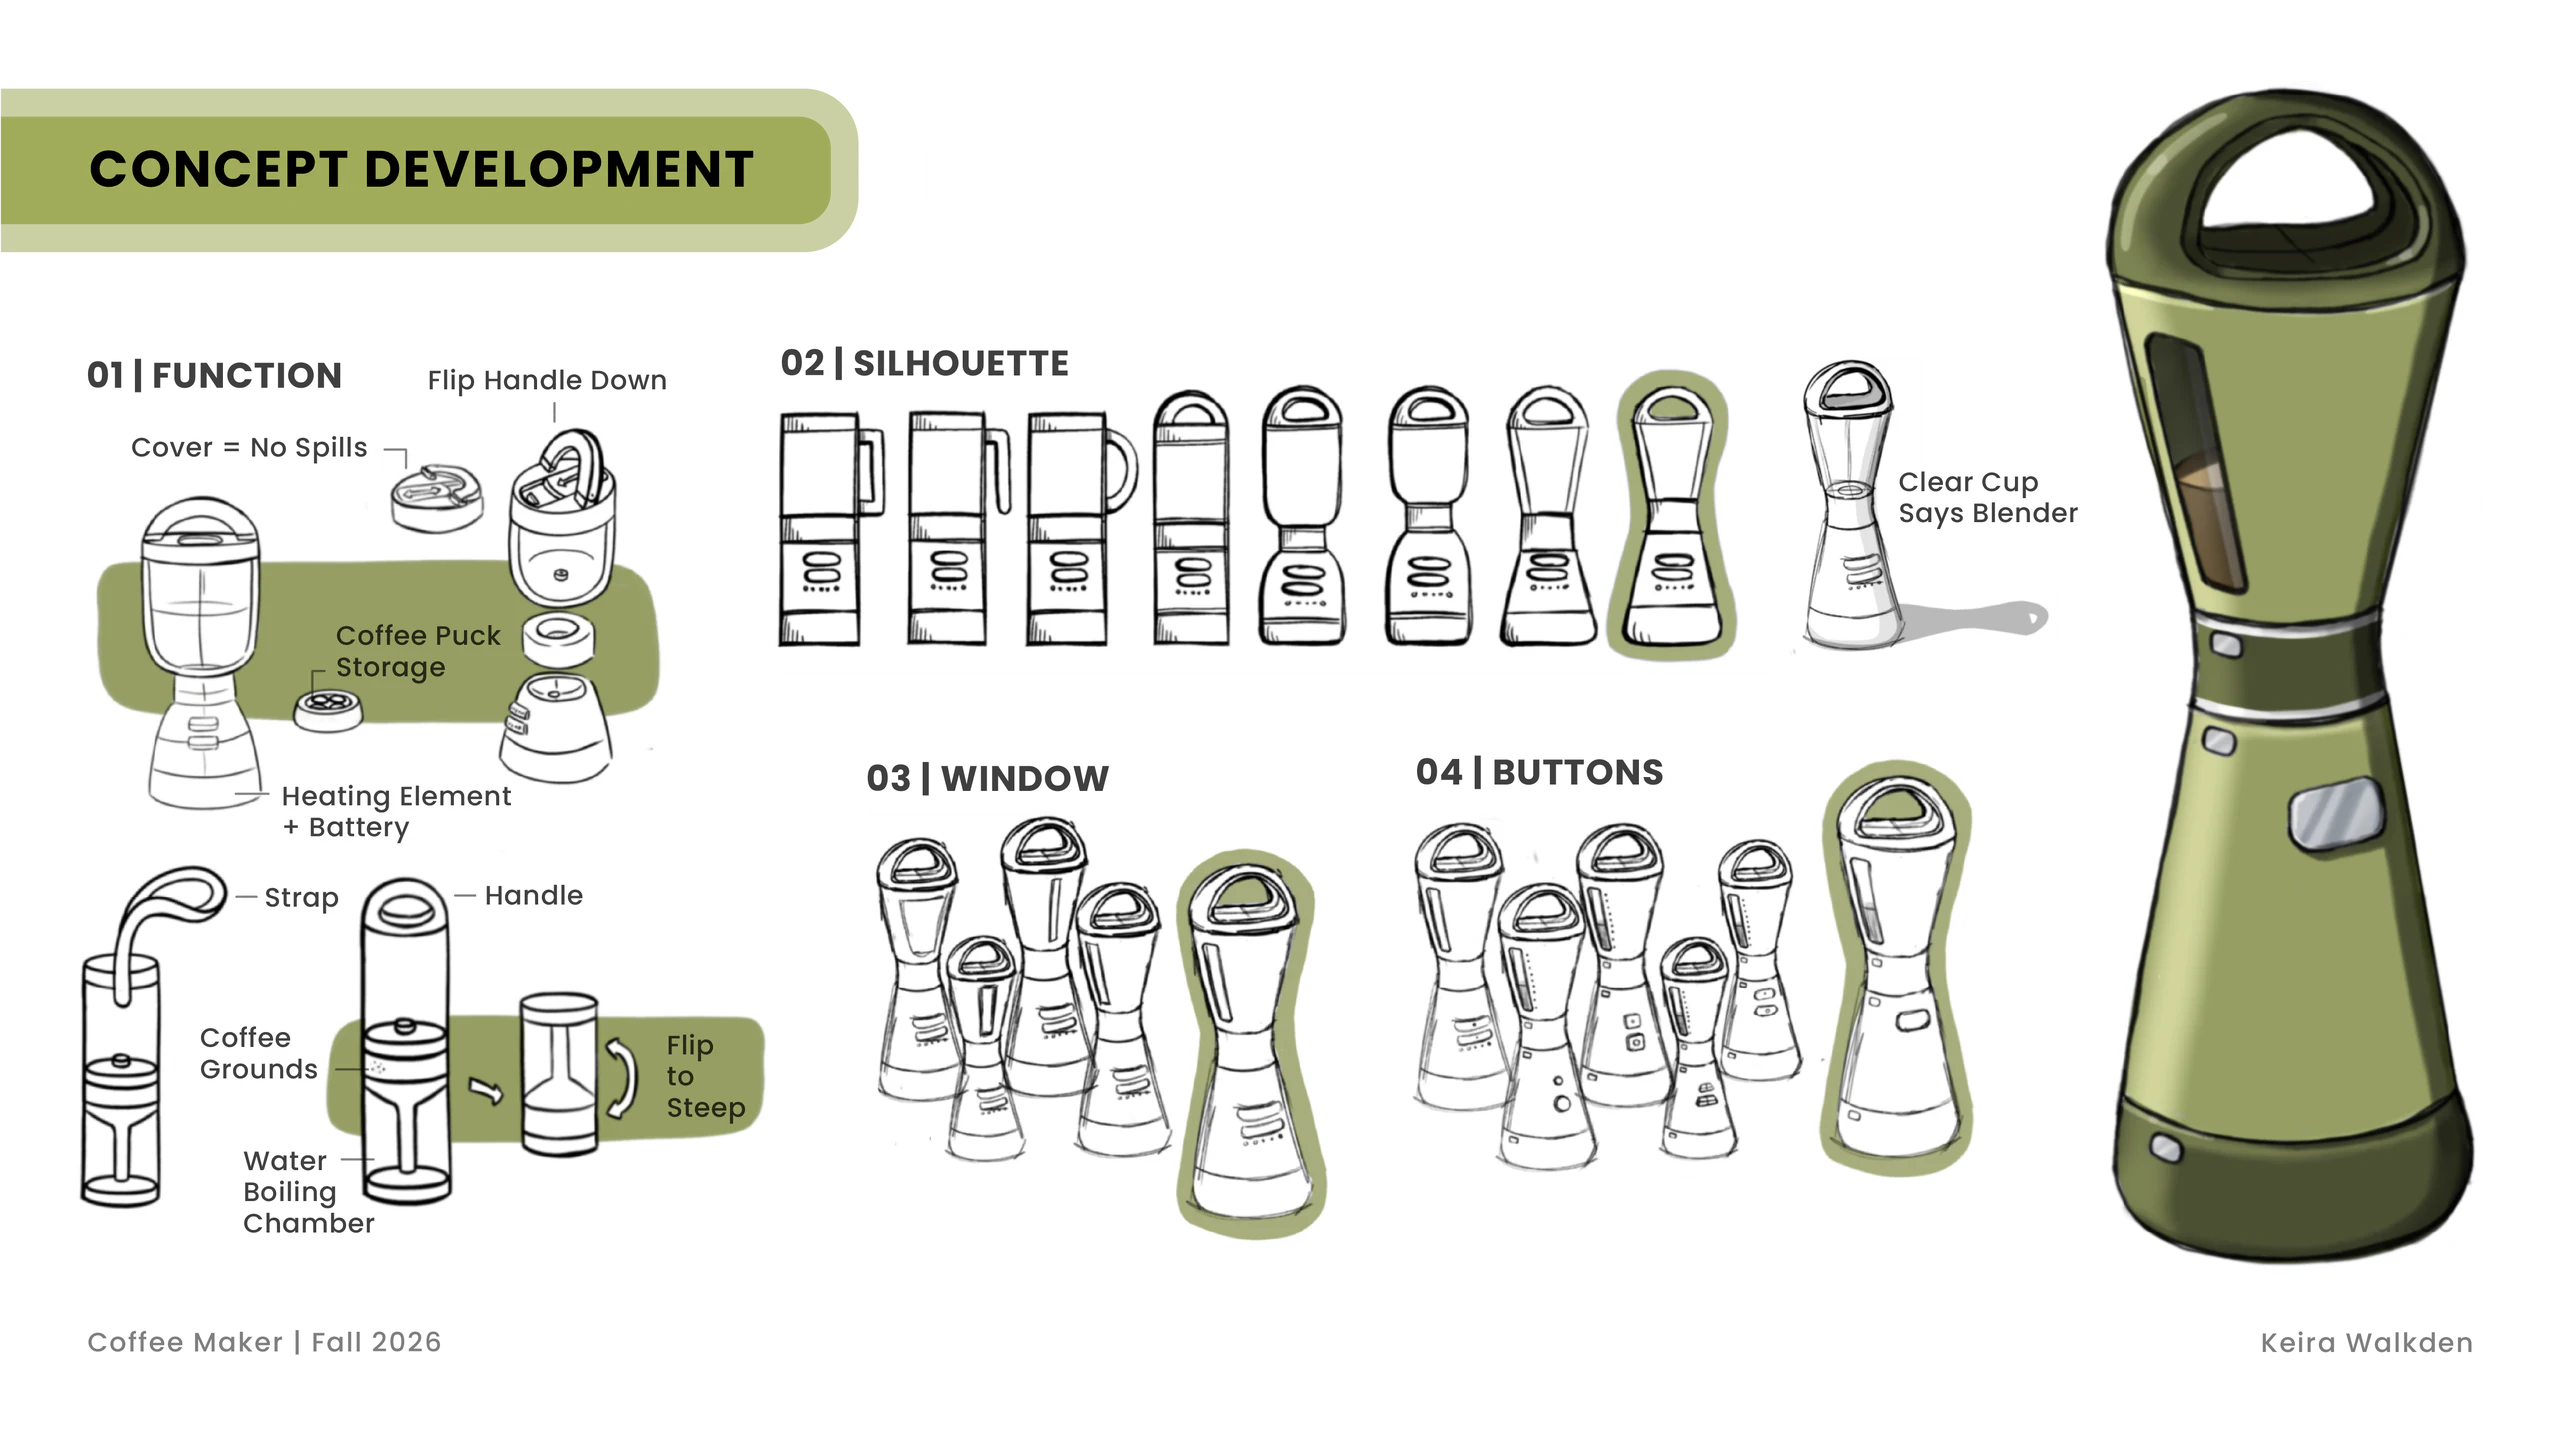 CONCEPT DEVELOPMENT
01 | FUNCTION
Flip Handle Down
Cover = No Spills
Coffee Puck
Storage
Heating Element
+ Battery
Strap
Handle
Coffee
Grounds
Flip
to
Steep
Water
Boiling
Chamber
02 | SILHOUETTE
Clear Cup
Says Blender
03 | WINDOW
04 | BUTTONS
Coffee Maker | Fall 2026
Keira Walkden